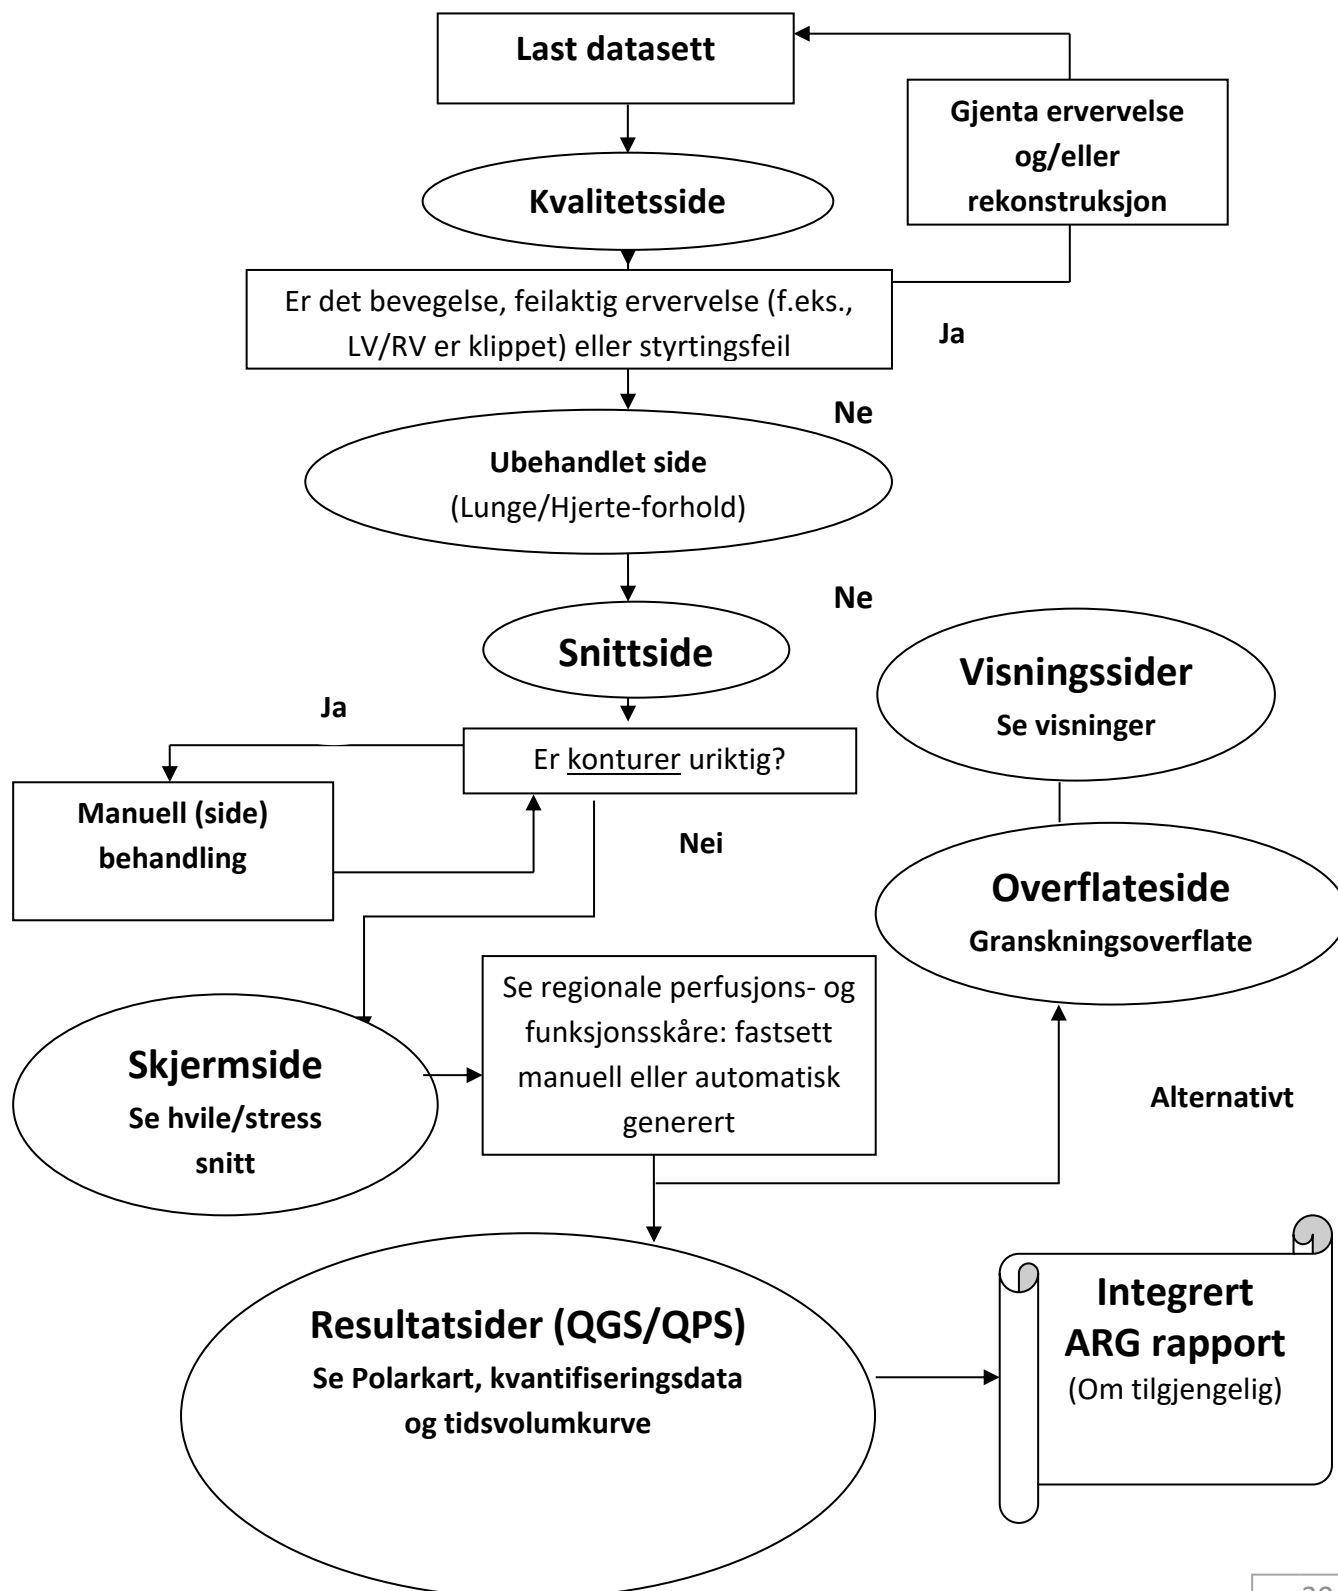 Last datasett
Gjenta ervervelse
og/eller
rekonstruksjon
Kvalitetsside
Er det bevegelse, feilaktig ervervelse (f.eks.,
LV/RV er klippet) eller styrtingsfeil
Ja
Ne
Ubehandlet side
(Lunge/Hjerte-forhold)
Ne
Snittside
Visningssider
Se visninger
Ja
Er konturer uriktig?
Manuell (side)
behandling
Nei
Overflateside
Granskningsoverflate
Se regionale perfusjons- og
funksjonsskåre: fastsett
manuell eller automatisk
generert
Skjermside
Se hvile/stress
snitt
Alternativt
Resultatsider (QGS/QPS)
Se Polarkart, kvantifiseringsdata
og tidsvolumkurve
Integrert
ARG rapport
(Om tilgjengelig)